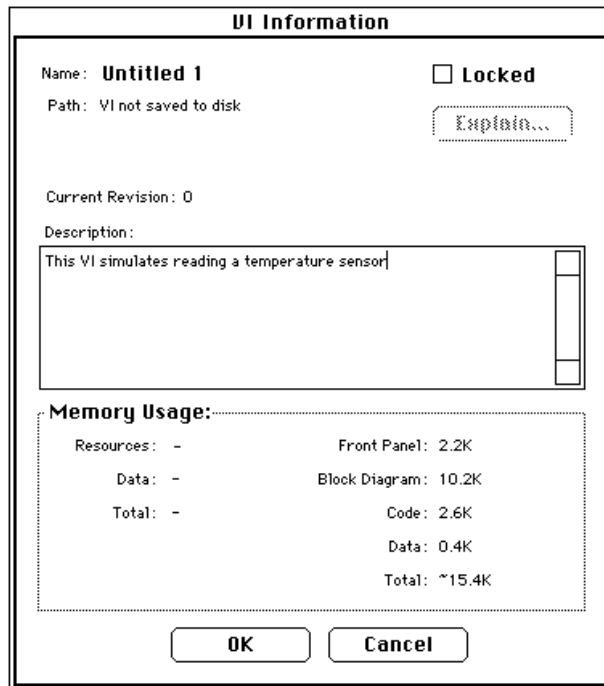 VI Information
Name: Untitled 1
Locked
Path: VI not saved to disk
Explain...
Current Revision: 0
Description:
This VI simulates reading a temperature sensor
Memory Usage:
Resources: - Front Panel: 2.2K
Data: - Block Diagram: 10.2K
Total: - Code: 2.6K
Data: 0.4K
Total: ~15.4K
OK Cancel